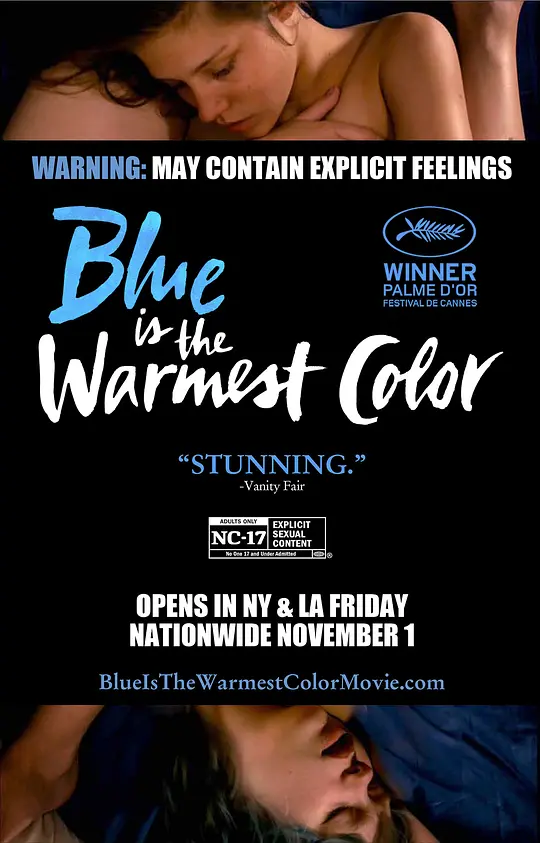 WARNING: MAY CONTAIN EXPLICIT FEELINGS
Blue
is the
Warmest Color
WINNER
PALME D'OR
FESTIVAL DE CANNES
“STUNNING.”
-Vanity Fair
ADULTS ONLY
NC-17
EXPLICIT
SEXUAL
CONTENT
No One 17 and Under Admitted
®
OPENS IN NY & LA FRIDAY
NATIONWIDE NOVEMBER 1
BlueIsTheWarmestColorMovie.com